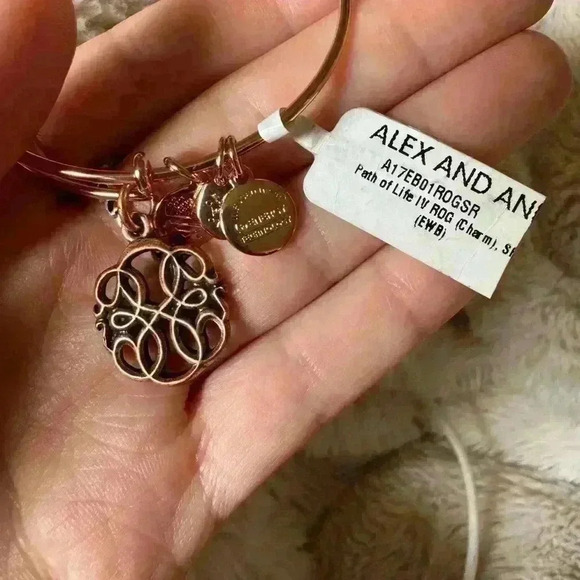 ALEX AND AN
A17EB01ROGSR
Path of Life IV ROG (Charm), S
(EWB)